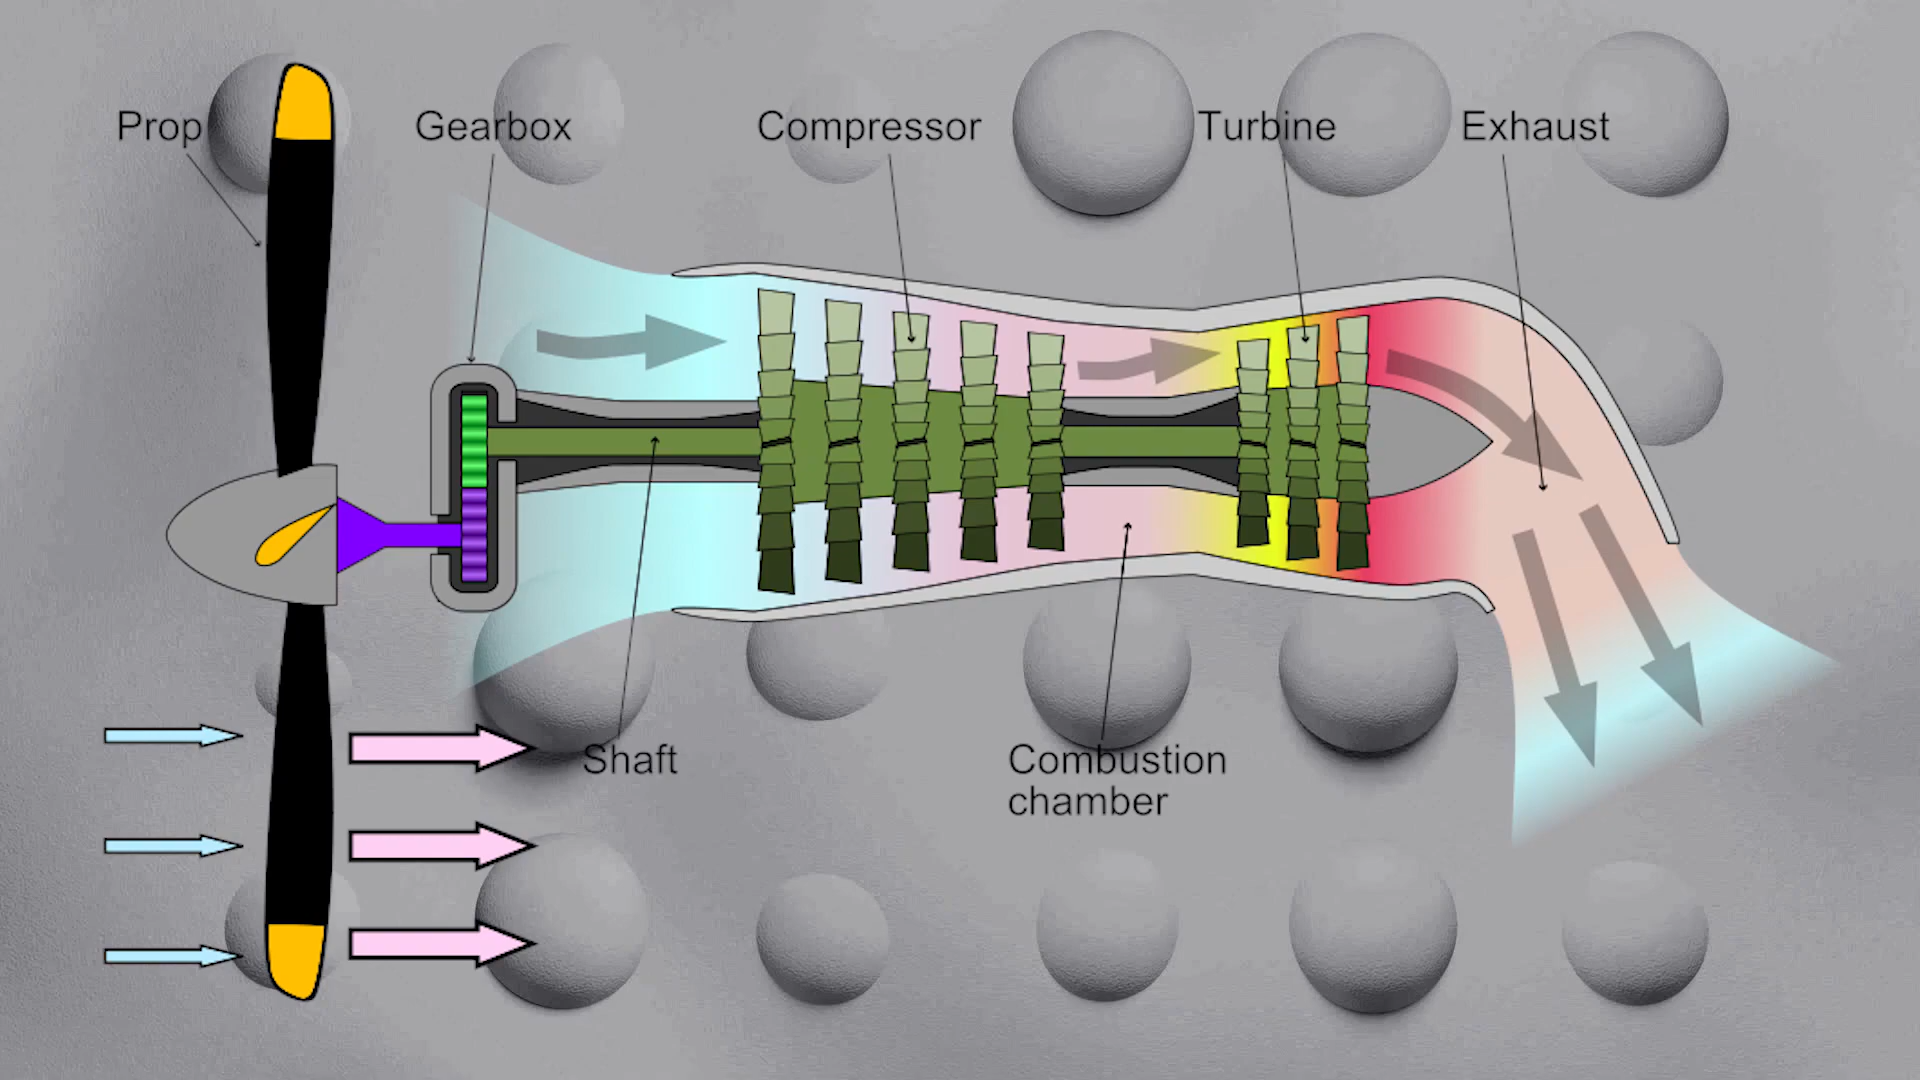 Prop
Gearbox
Compressor
Turbine
Exhaust
Shaft
Combustion
chamber